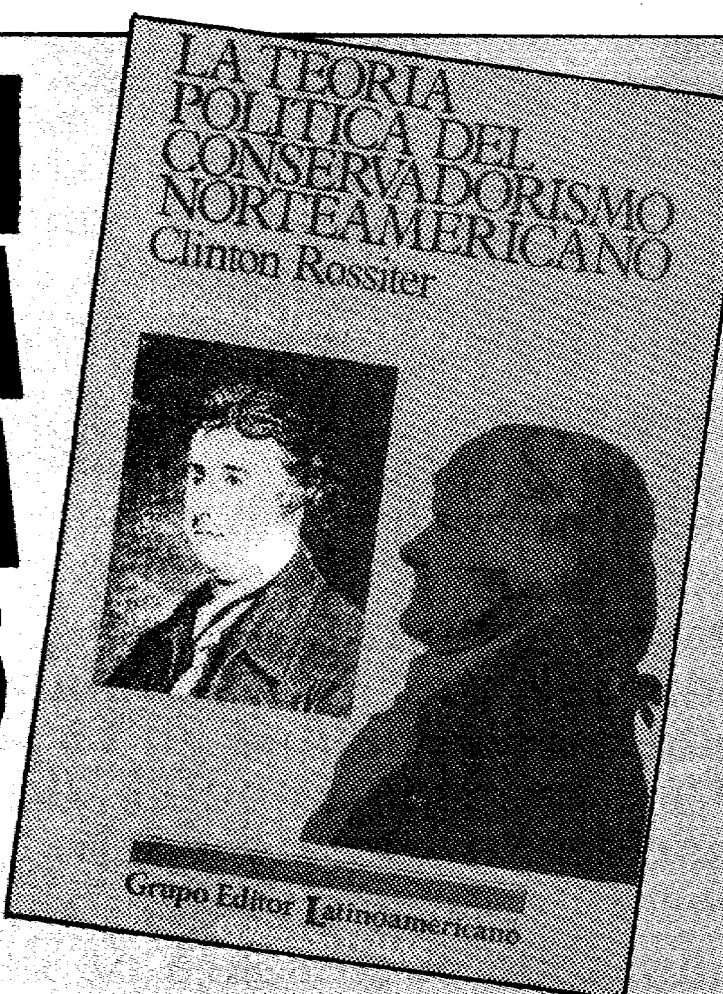 LA TEORIA
POLITICA DEL
CONSERVADORISMO
NORTEAMERICANO
Clinton Rossiter
Grupo Editor Latinoamericano